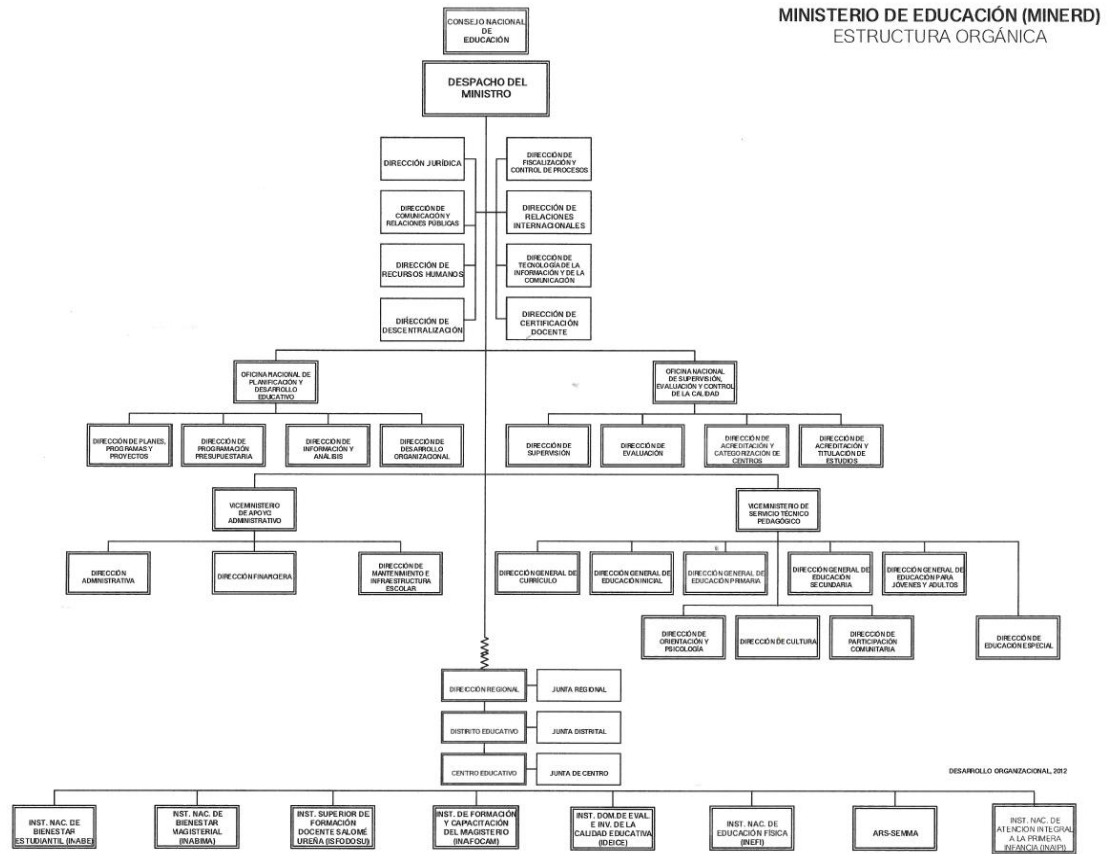 MINISTERIO DE EDUCACIÓN (MINERD)
ESTRUCTURA ORGÁNICA
CONSEJO NACIONAL
DE
EDUCACIÓN
DESPACHO DEL
MINISTRO
DIRECCIÓN JURÍDICA
DIRECCIÓN DE
FISCALIZACIÓN Y
CONTROL DE PROCESOS
DIRECCIÓN DE
COMUNICACIÓN Y
RELACIONES PÚBLICAS
DIRECCIÓN DE
RELACIONES
INTERNACIONALES
DIRECCIÓN DE
RECURSOS HUMANOS
DIRECCIÓN DE
TECNOLOGÍA DE LA
INFORMACIÓN Y DE LA
COMUNICACIÓN
DIRECCIÓN DE
DESCENTRALIZACIÓN
DIRECCIÓN DE
CERTIFICACIÓN
DOCENTE
OFICINA NACIONAL DE
PLANIFICACIÓN Y
DESARROLLO
EDUCATIVO
OFICINA NACIONAL
DE SUPERVISIÓN,
EVALUACIÓN Y CONTROL
DE LA CALIDAD
DIRECCIÓN DE PLANES,
PROGRAMAS Y
PROYECTOS
DIRECCIÓN DE
PROGRAMACIÓN
PRESUPUESTARIA
DIRECCIÓN DE
INFORMACIÓN Y
ANÁLISIS
DIRECCIÓN DE
DESARROLLO
ORGANIZACIONAL
DIRECCIÓN DE
SUPERVISIÓN
DIRECCIÓN DE
EVALUACIÓN
DIRECCIÓN DE
ACREDITACIÓN Y
CATEGORIZACIÓN DE
CENTROS
DIRECCIÓN DE
ACREDITACIÓN Y
TITULACIÓN DE
ESTUDIOS
VICEMINISTERIO
DE APOYO
ADMINISTRATIVO
VICEMINISTERIO DE
SERVICIO TÉCNICO
PEDAGÓGICO
DIRECCIÓN
ADMINISTRATIVA
DIRECCIÓN FINANCIERA
DIRECCIÓN DE
MANTENIMIENTO E
INFRAESTRUCTURA
ESCOLAR
DIRECCIÓN GENERAL DE
CURRÍCULO
DIRECCIÓN GENERAL DE
EDUCACIÓN INICIAL
DIRECCIÓN GENERAL DE
EDUCACIÓN PRIMARIA
DIRECCIÓN GENERAL DE
EDUCACIÓN
SECUNDARIA
DIRECCIÓN GENERAL DE
EDUCACIÓN PARA
JÓVENES Y ADULTOS
DIRECCIÓN DE
ORIENTACIÓN Y
PSICOLOGÍA
DIRECCIÓN DE CULTURA
DIRECCIÓN DE
PARTICIPACIÓN
COMUNITARIA
DIRECCIÓN DE
EDUCACIÓN ESPECIAL
DIRECCIÓN REGIONAL
JUNTA REGIONAL
DISTIRITO EDUCATIVO
JUNTA DISTRITAL
CENTRO EDUCATIVO
JUNTA DE CENTRO
DESARROLLO ORGANIZACIONAL, 2012
INST. NAC. DE
BIENESTAR
ESTUDIANTIL (INABE)
INST. NAC. DE
BIENESTAR
MAGISTERIAL
(INABIMA)
INST. SUPERIOR DE
FORMACIÓN
DOCENTE SALOMÉ
UREÑA (ISFODOSU)
INST. DE FORMACIÓN
Y CAPACITACIÓN
DEL MAGISTERIO
(INAFOCAM)
INST. DOM. DE EVAL.
E INV. DE LA
CALIDAD EDUCATIVA
(IDEICE)
INST. NAC. DE
EDUCACIÓN FÍSICA
(INEFI)
ARS-SEMMA
INST. NAC. DE
ATENCIÓN INTEGRAL
A LA PRIMERA
INFANCIA (INAIPI)